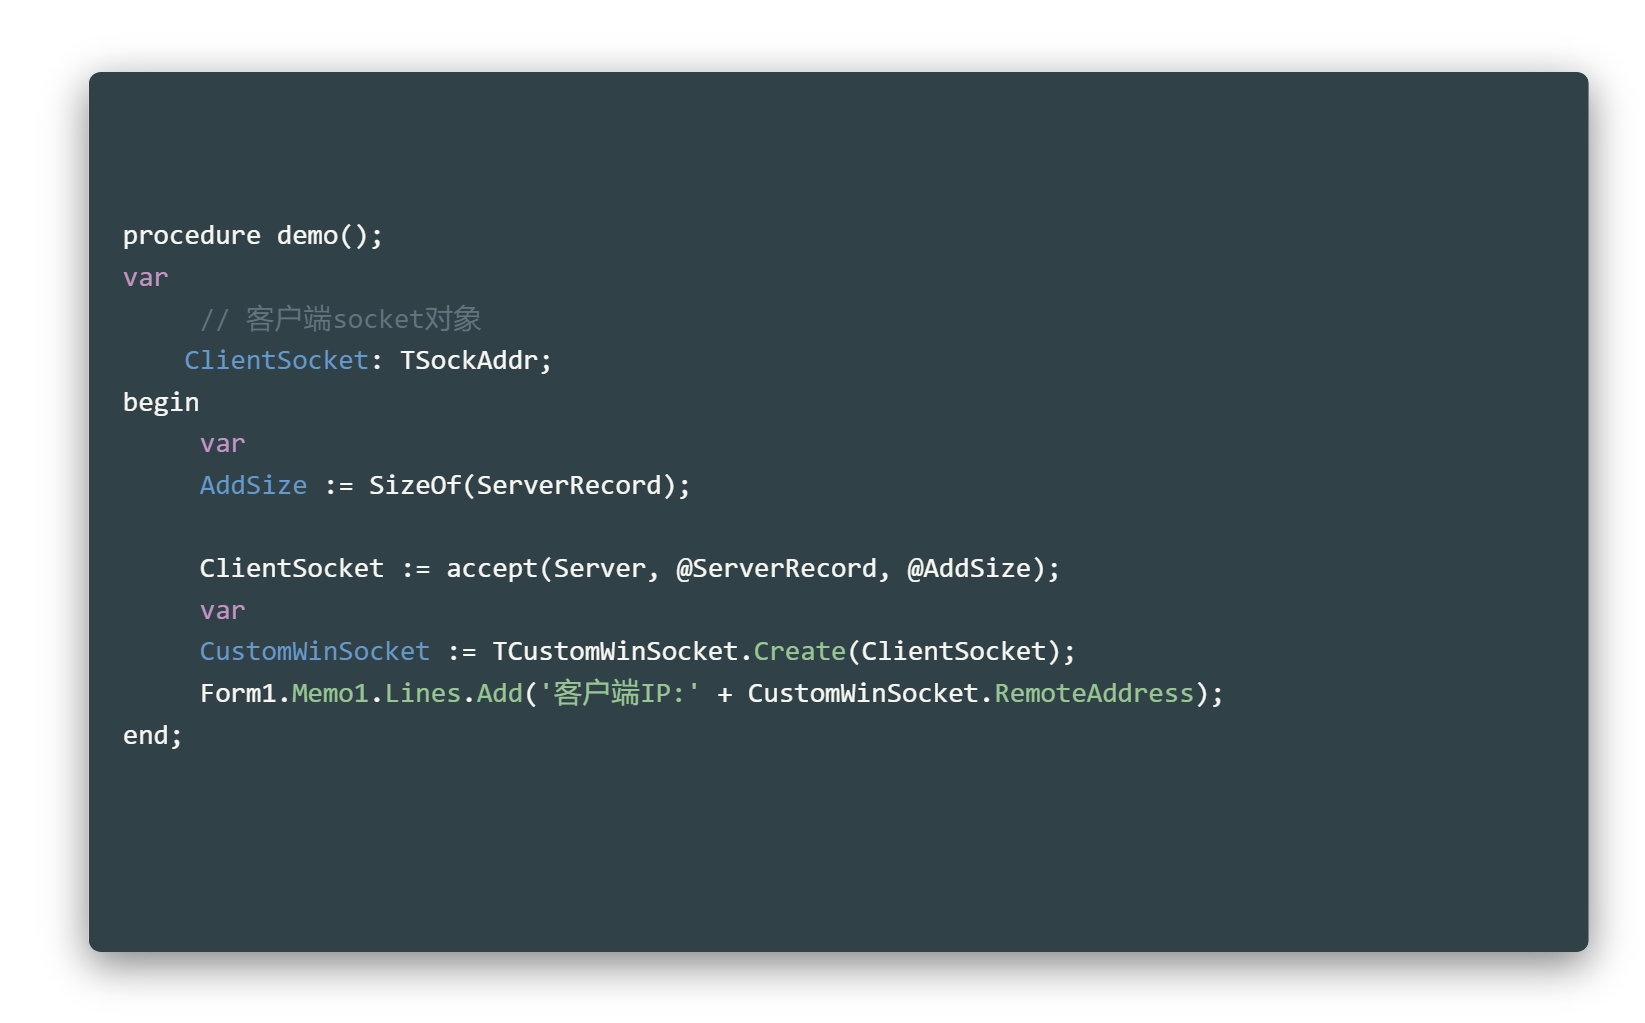 procedure demo();
var
     // 客户端socket对象
    ClientSocket: TSockAddr;
begin
     var
     AddSize := SizeOf(ServerRecord);

     ClientSocket := accept(Server, @ServerRecord, @AddSize);
     var
     CustomWinSocket := TCustomWinSocket.Create(ClientSocket);
     Form1.Memo1.Lines.Add('客户端IP:' + CustomWinSocket.RemoteAddress);
end;